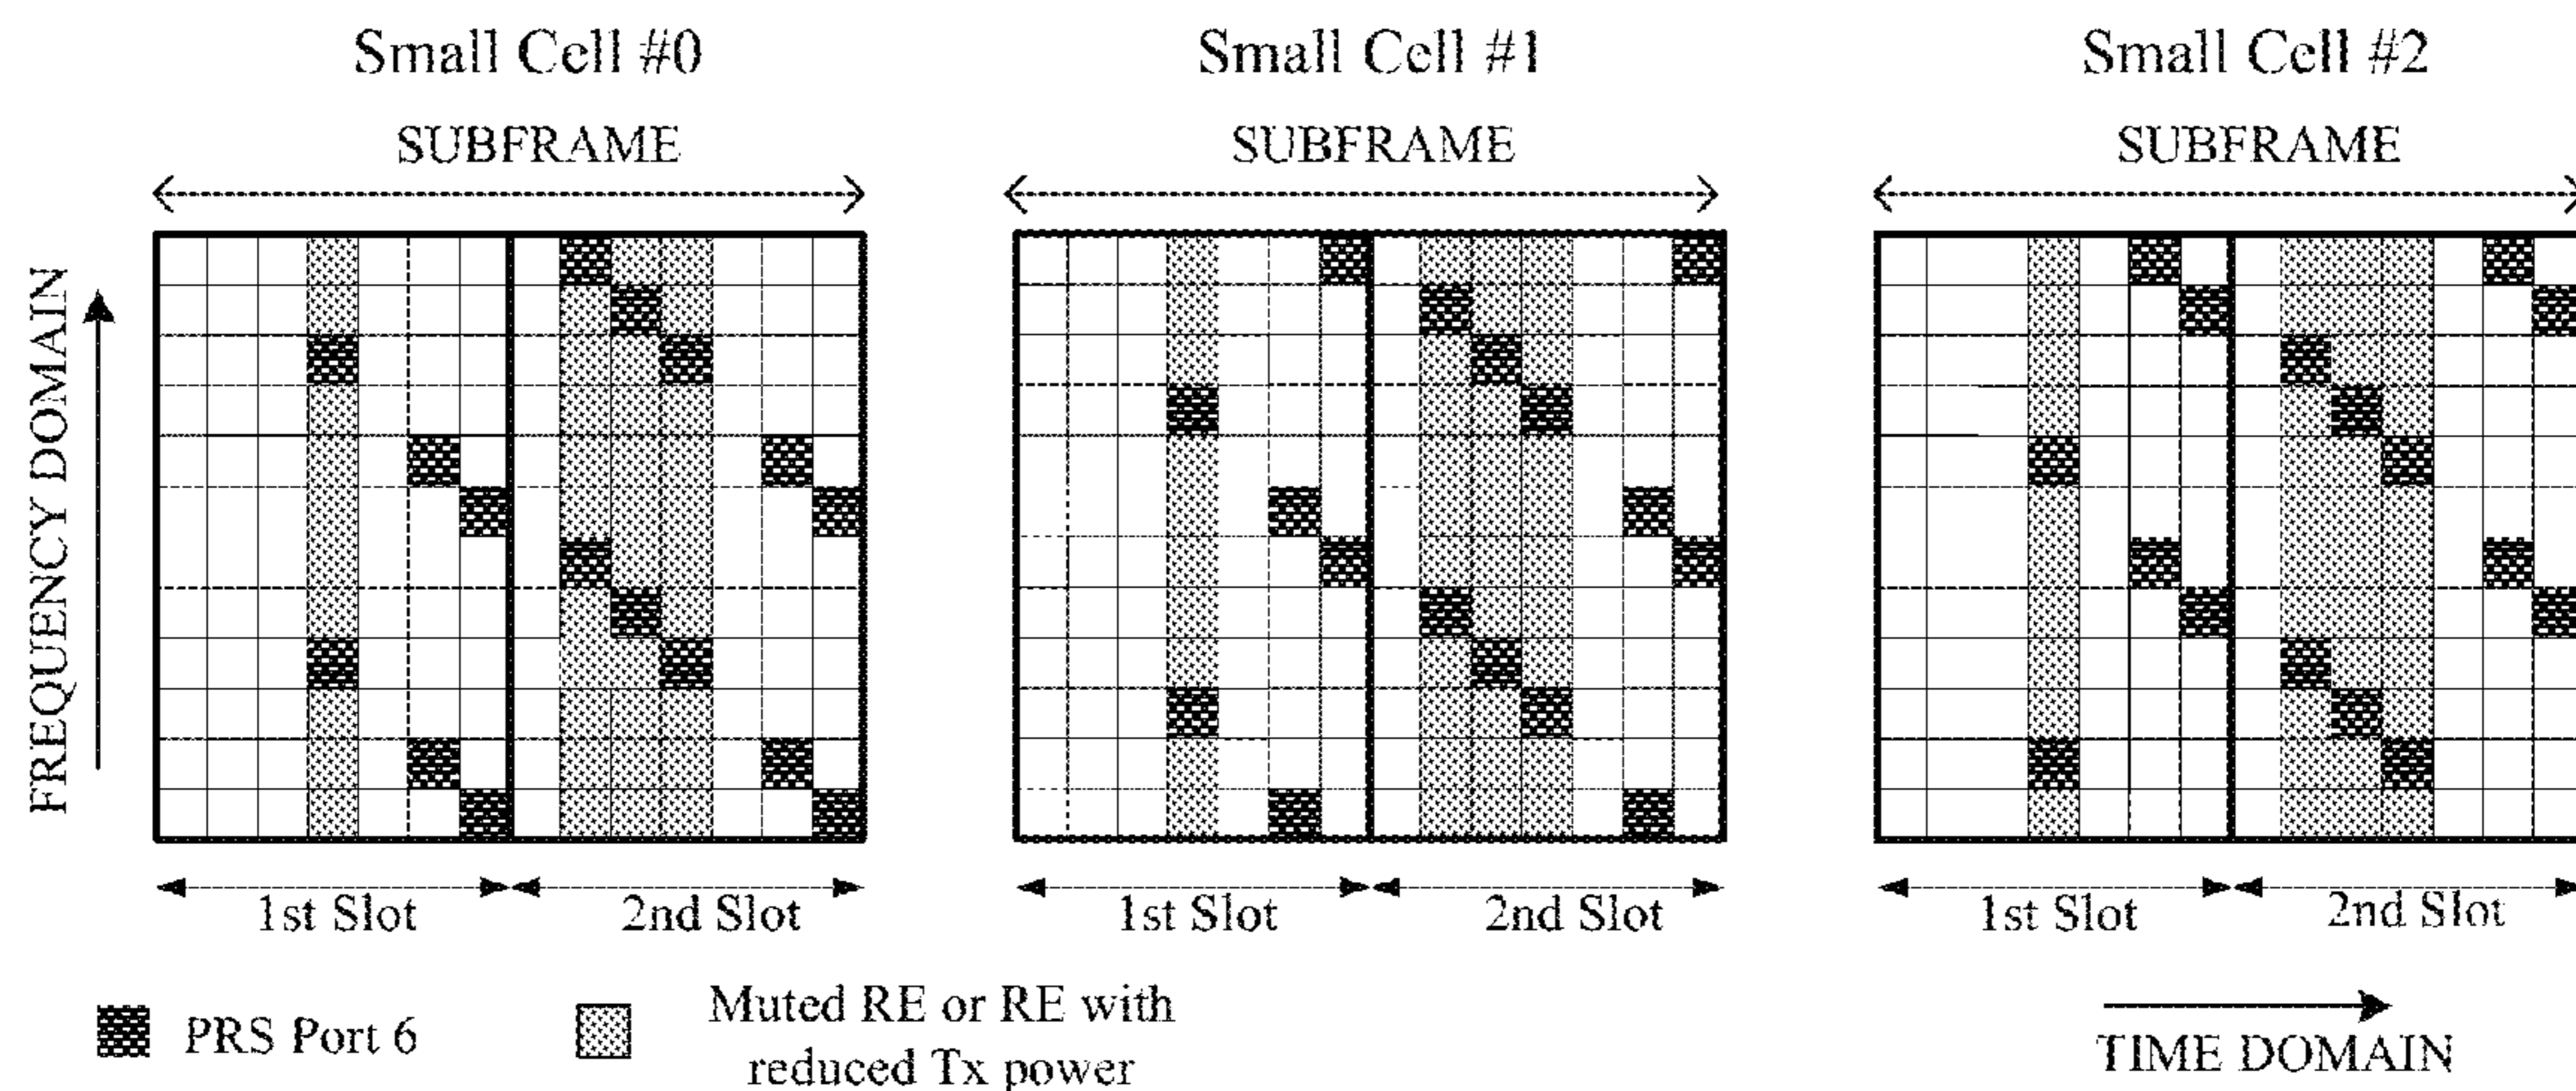 Small Cell #0
Small Cell #1
Small Cell #2
SUBFRAME
SUBFRAME
SUBFRAME
FREQUENCY DOMAIN
1st Slot
2nd Slot
1st Slot
2nd Slot
1st Slot
2nd Slot
PRS Port 6
Muted RE or RE with
reduced Tx power
TIME DOMAIN